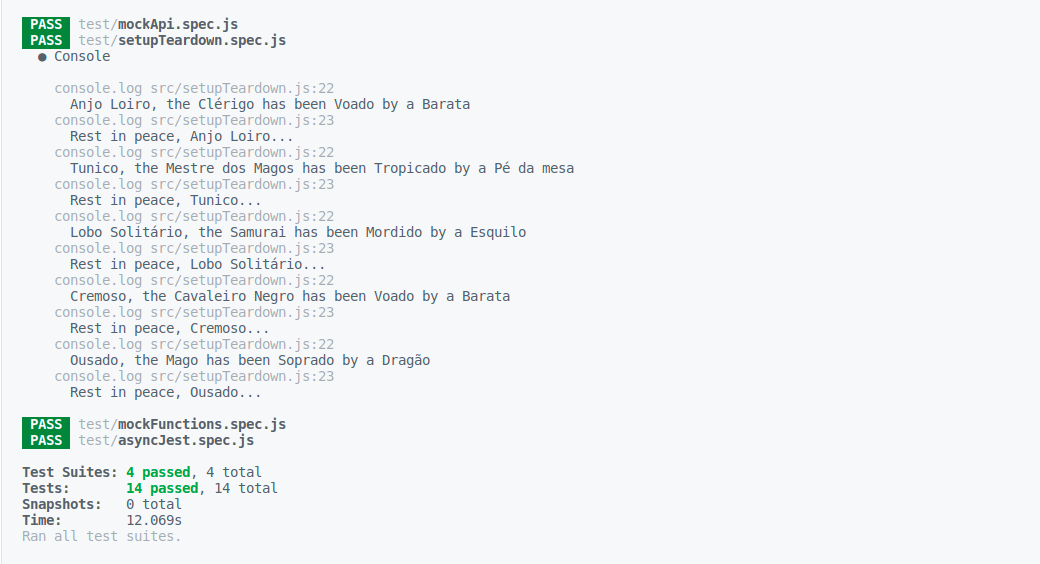 PASS test/mockApi.spec.js
PASS test/setupTeardown.spec.js
● Console
console.log src/setupTeardown.js:22
Anjo Loiro, the Clérigo has been Voado by a Barata
console.log src/setupTeardown.js:23
Rest in peace, Anjo Loiro...
console.log src/setupTeardown.js:22
Tunico, the Mestre dos Magos has been Tropicado by a Pé da mesa
console.log src/setupTeardown.js:23
Rest in peace, Tunico...
console.log src/setupTeardown.js:22
Lobo Solitário, the Samurai has been Mordido by a Esquilo
console.log src/setupTeardown.js:23
Rest in peace, Lobo Solitário...
console.log src/setupTeardown.js:22
Cremoso, the Cavaleiro Negro has been Voado by a Barata
console.log src/setupTeardown.js:23
Rest in peace, Cremoso...
console.log src/setupTeardown.js:22
Ousado, the Mago has been Soprado by a Dragão
console.log src/setupTeardown.js:23
Rest in peace, Ousado...
PASS test/mockFunctions.spec.js
PASS test/asyncJest.spec.js
Test Suites: 4 passed, 4 total
Tests: 14 passed, 14 total
Snapshots: 0 total
Time: 12.069s
Ran all test suites.